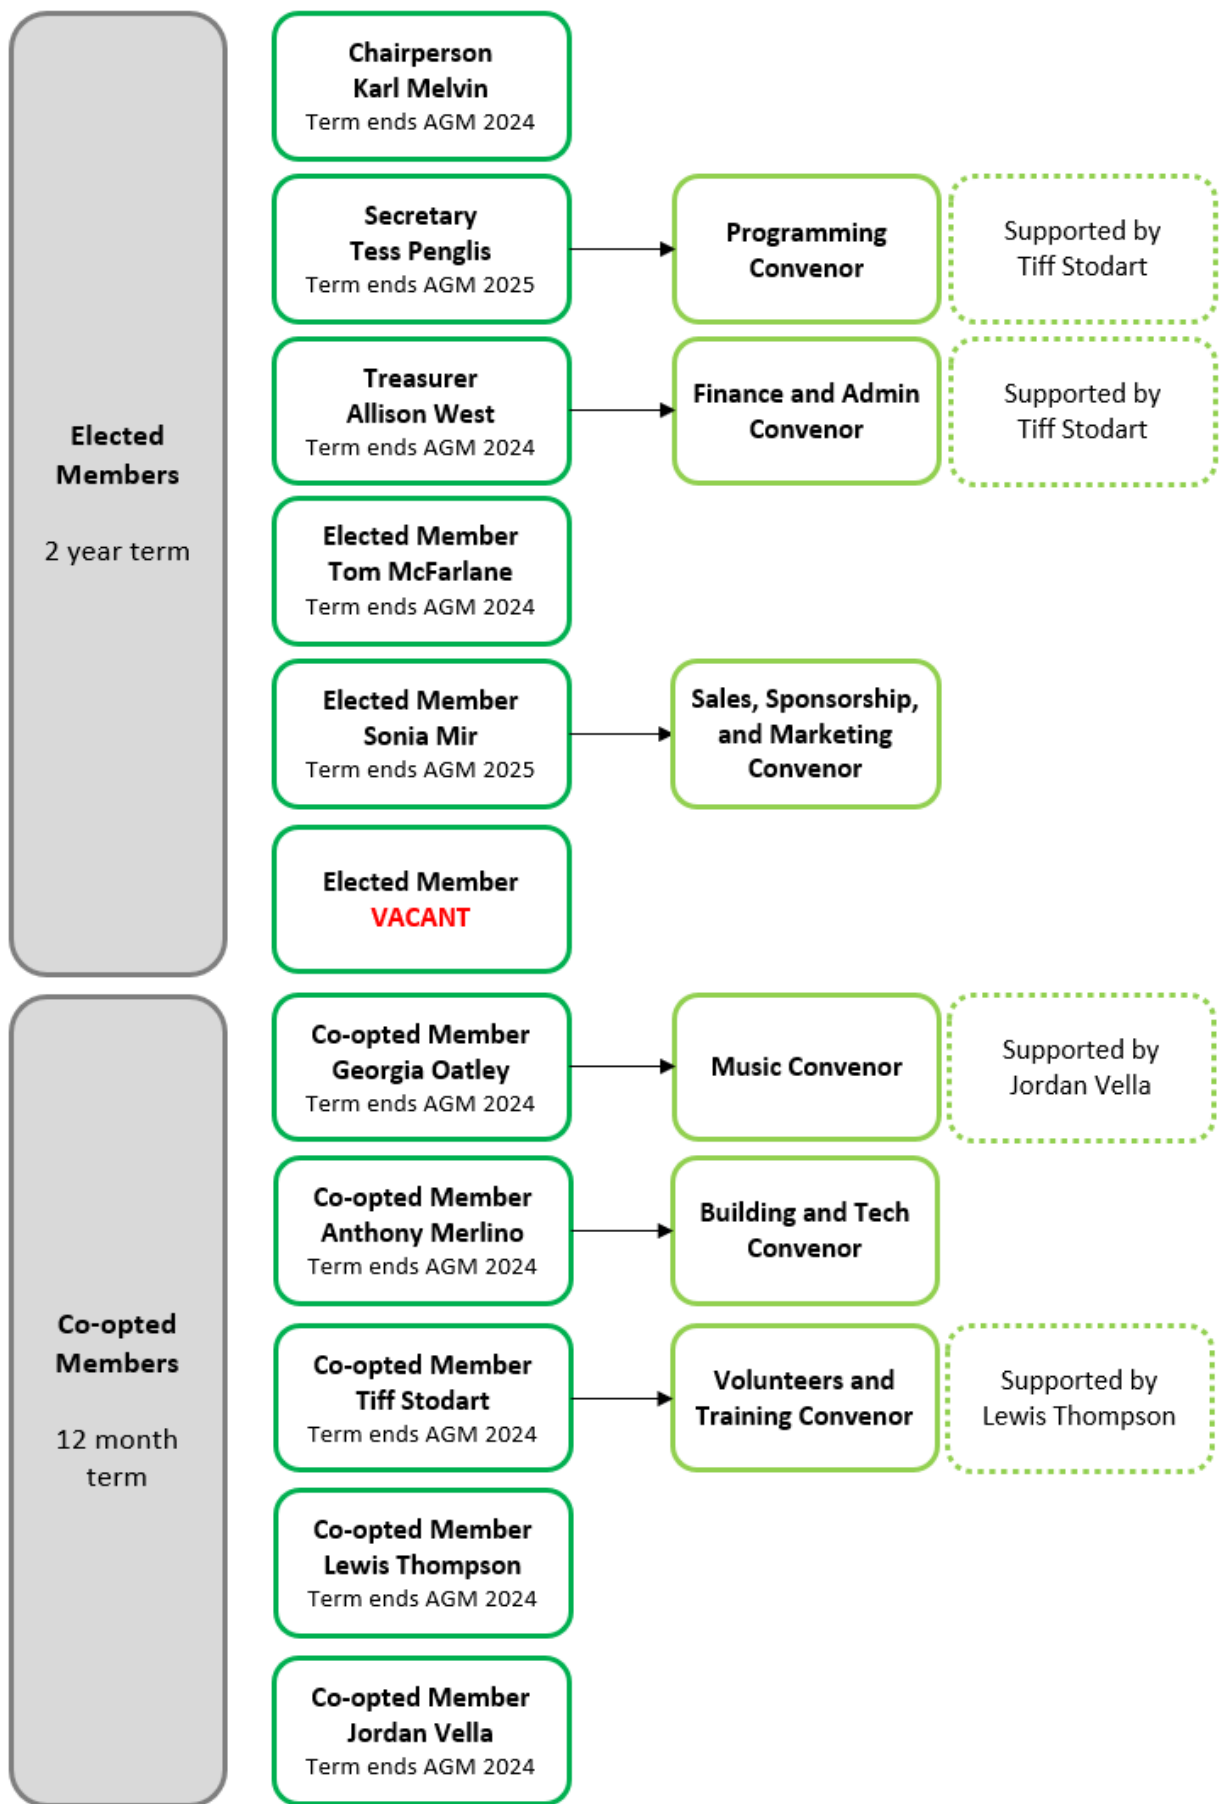 Elected
Members
2 year term
Chairperson
Karl Melvin
Term ends AGM 2024
Secretary
Tess Penglis
Term ends AGM 2025
Programming
Convenor
Supported by
Tiff Stodart
Treasurer
Allison West
Term ends AGM 2024
Finance and Admin
Convenor
Supported by
Tiff Stodart
Elected Member
Tom McFarlane
Term ends AGM 2024
Elected Member
Sonia Mir
Term ends AGM 2025
Sales, Sponsorship,
and Marketing
Convenor
Elected Member
VACANT
Co-opted
Members
12 month
term
Co-opted Member
Georgia Oatley
Term ends AGM 2024
Music Convenor
Supported by
Jordan Vella
Co-opted Member
Anthony Merlino
Term ends AGM 2024
Building and Tech
Convenor
Co-opted Member
Tiff Stodart
Term ends AGM 2024
Volunteers and
Training Convenor
Supported by
Lewis Thompson
Co-opted Member
Lewis Thompson
Term ends AGM 2024
Co-opted Member
Jordan Vella
Term ends AGM 2024